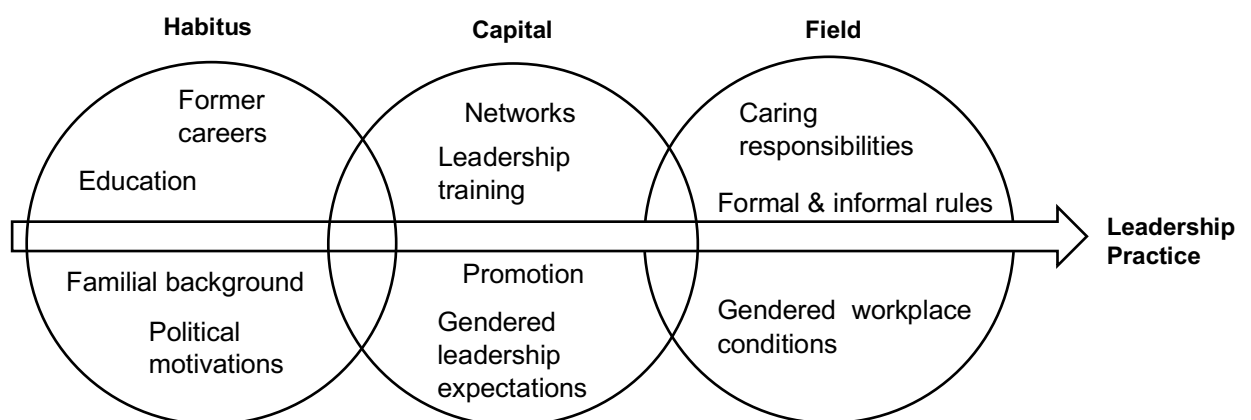 Habitus
Capital
Field
Former
careers
Education
Familial background
Political
motivations
Networks
Leadership
training
Promotion
Gendered
leadership
expectations
Caring
responsibilities
Formal & informal rules
Gendered workplace
conditions
Leadership
Practice